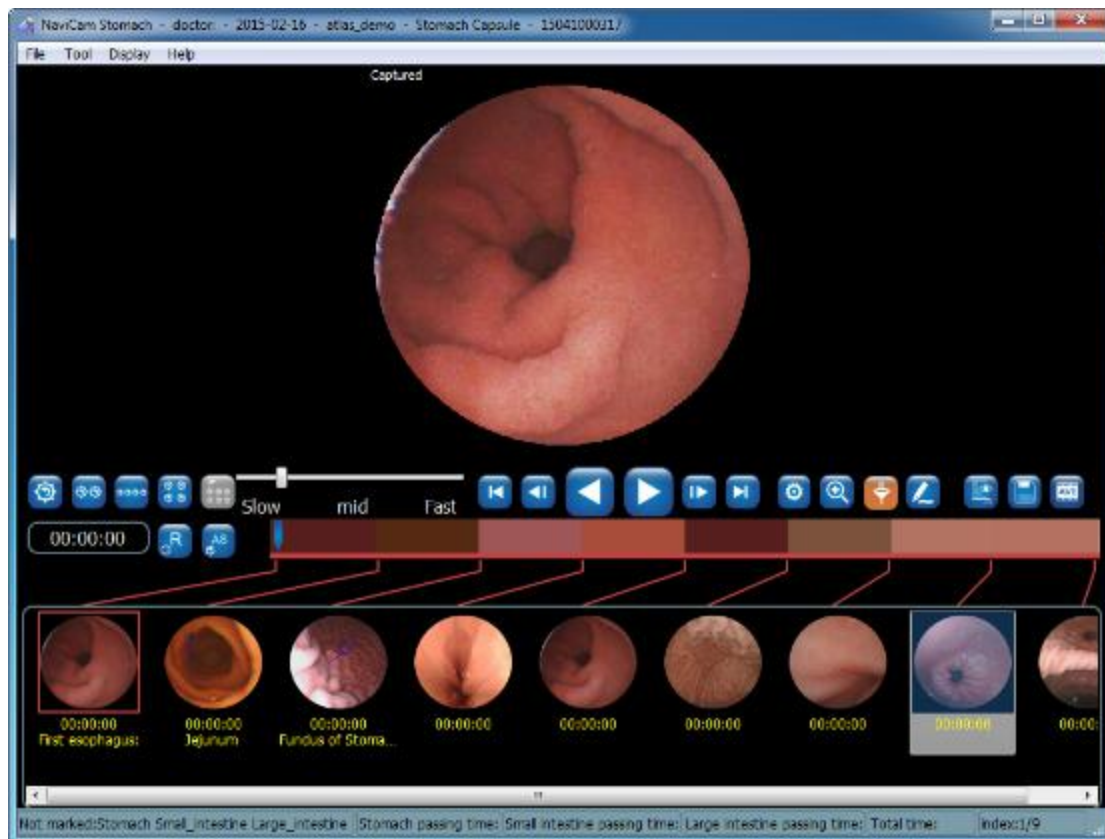 NaviCam Stomach - doctor: - 2015-02-16 - atlas_demo - Stomach Capsule - 15041000317
File Tool Display Help
Captured
Slow mid Fast
00:00:00 R AS
00:00:00 00:00:00 00:00:00 00:00:00 00:00:00 00:00:00 00:00:00 00:00:00 00:00:
First esophagus: Jejunum Fundus of Stoma...
Not marked:Stomach Small_intestine Large_intestine Stomach passing time: Small intestine passing time: Large intestine passing time: Total time: index:1/9